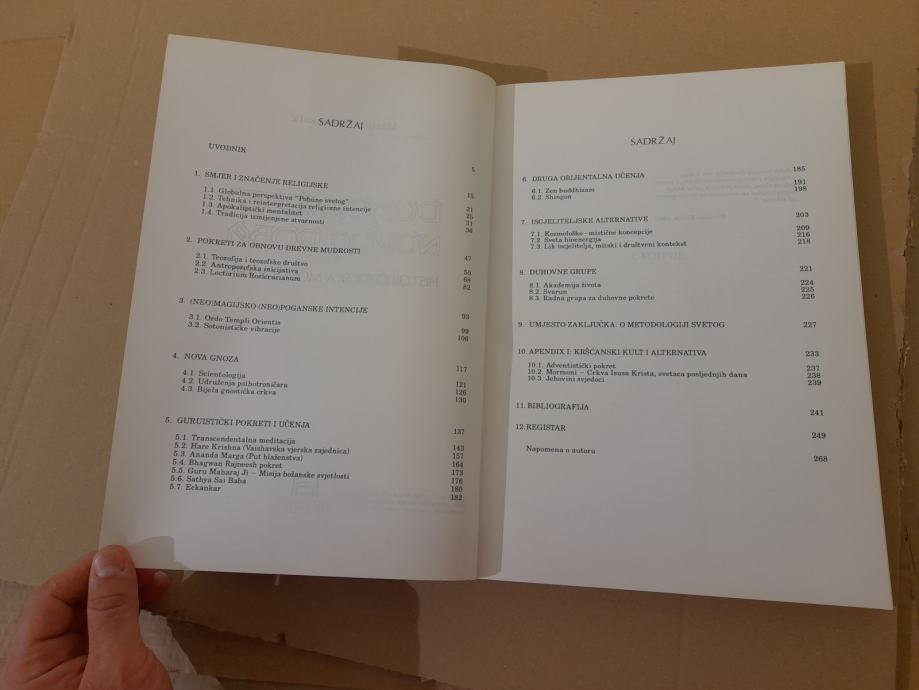 SADRŽAJ
UVODNIK 5
1. SMJER I ZNAČENJE RELIGIJSKE 15
1.1. Globalna perspektiva "Pobune svetog" 21
1.2. Tehnika i reinterpretacija religiozne intencije 25
1.3. Apokaliptički mentalitet 31
1.4. Tradicija izmijenjene stvarnosti 36
2. POKRETI ZA OBNOVU DREVNE MUDROSTI 47
2.1. Teozofija i teozofsko društvo 50
2.2. Antropozofska inicijativa 68
2.3. Lectorium Rosicrucianum 82
3. (NEO)MAGIJSKO (NEO)POGANSKE INTENCIJE 93
3.1. Ordo Templi Orientis 99
3.2. Sotonističke vibracije 106
4. NOVA GNOZA 117
4.1. Scientologija 121
4.2. Udruženja psihotroničara 126
4.3. Bijela gnostička crkva 130
5. GURUISTIČKI POKRETI I UČENJA 137
5.1. Transcendentalna meditacija 143
5.2. Hare Krishna (Vaishavska vjerska zajednica) 157
5.3. Ananda Marga (Put blaženstva) 164
5.4. Bhagwan Rajneesh pokret 173
5.5. Guru Maharaj Ji – Misija božanske svjetlosti 176
5.6. Sathya Sai Baba 180
5.7. Eckankar 182
SADRŽAJ
6. DRUGA ORIJENTALNA UČENJA 185
6.1. Zen buddhizam 191
6.2. Shingon 198
7. ISCJELITELJSKE ALTERNATIVE 203
7.1. Kozmološko– mistične koncepcije 209
7.2. Sveta bioenergija 216
7.3. Lik iscjelitelja, mitski i društveni kontekst 218
8. DUHOVNE GRUPE 221
8.1. Akademija života 224
8.2. Svarun 225
8.3. Radna grupa za duhovne pokrete 226
9. UMJESTO ZAKLJUČKA: O METODOLOGIJI SVETOG 227
10. APENDIX I: KRŠĆANSKI KULT I ALTERNATIVA 233
10.1. Adventistički pokret 237
10.2. Mormoni – Crkva Isusa Krista, svetaca posljednjih dana 238
10.3. Jehovini svjedoci 239
11. BIBLIOGRAFIJA 241
12. REGISTAR 249
Napomena o autoru 268